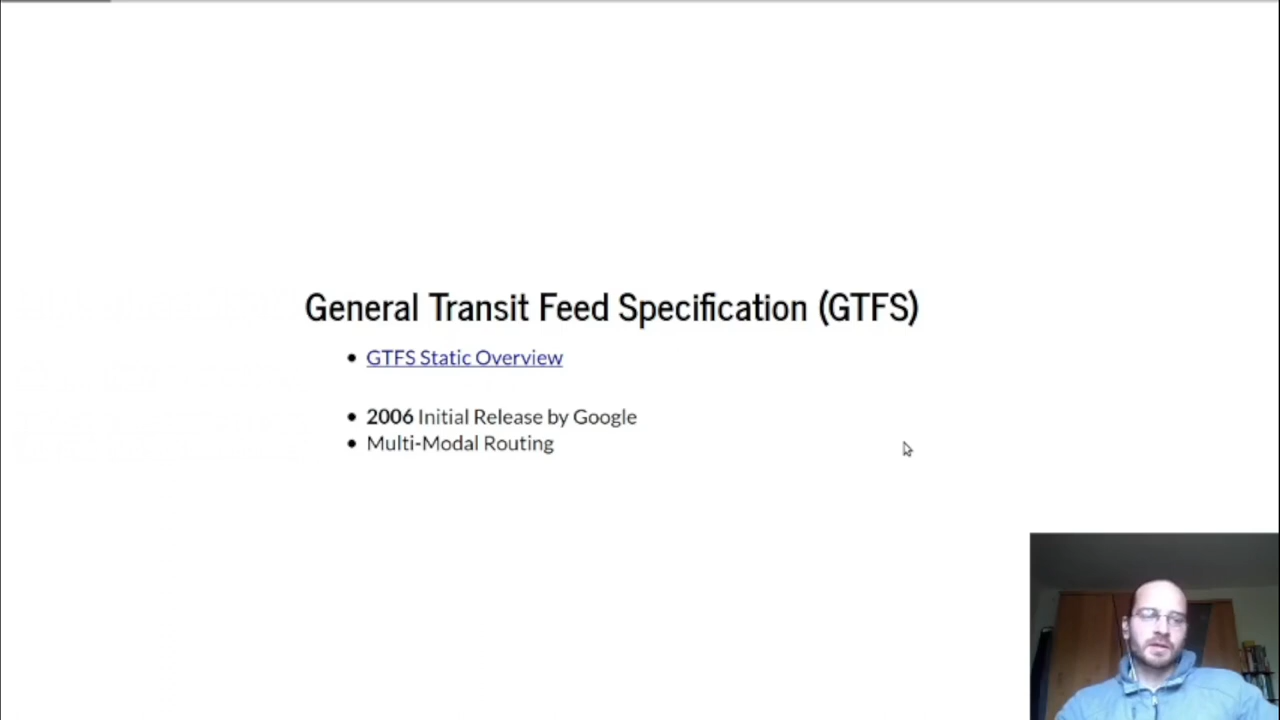 General Transit Feed Specification (GTFS)
GTFS Static Overview
2006 Initial Release by Google
Multi-Modal Routing